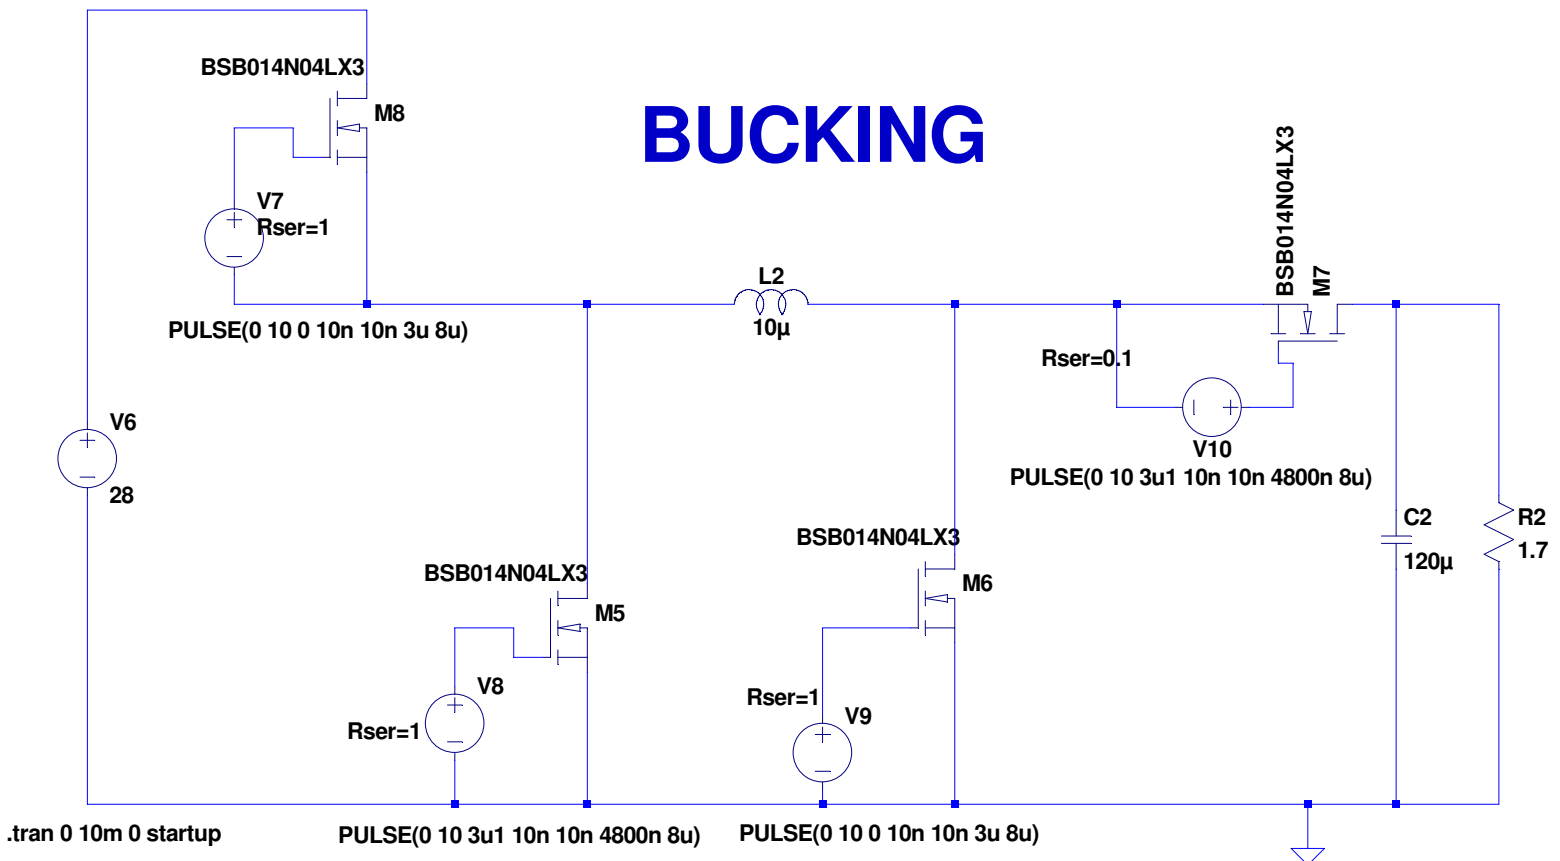 BSB014N04LX3
M8
BUCKING
V7
Rser=1
PULSE(0 10 0 10n 10n 3u 8u)
L2
10µ
BSB014N04LX3
M7
Rser=0.1
V10
PULSE(0 10 3u1 10n 10n 4800n 8u)
V6
28
C2
120µ
R2
1.7
BSB014N04LX3
M6
BSB014N04LX3
M5
V8
Rser=1
Rser=1
V9
.tran 0 10m 0 startup
PULSE(0 10 3u1 10n 10n 4800n 8u)
PULSE(0 10 0 10n 10n 3u 8u)